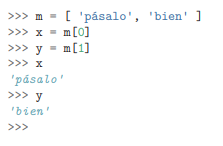 >>> m = [ 'pásalo', 'bien' ]
>>> x = m[0]
>>> y = m[1]
>>> x
'pásalo'
>>> y
'bien'
>>>